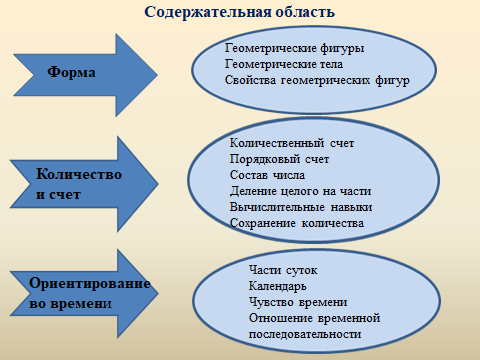 Содержательная область
Форма
Геометрические фигуры
Геометрические тела
Свойства геометрических фигур
Количество
и счет
Количественный счет
Порядковый счет
Состав числа
Деление целого на части
Вычислительные навыки
Сохранение количества
Ориентирование
во времени
Части суток
Календарь
Чувство времени
Отношение временной
последовательности